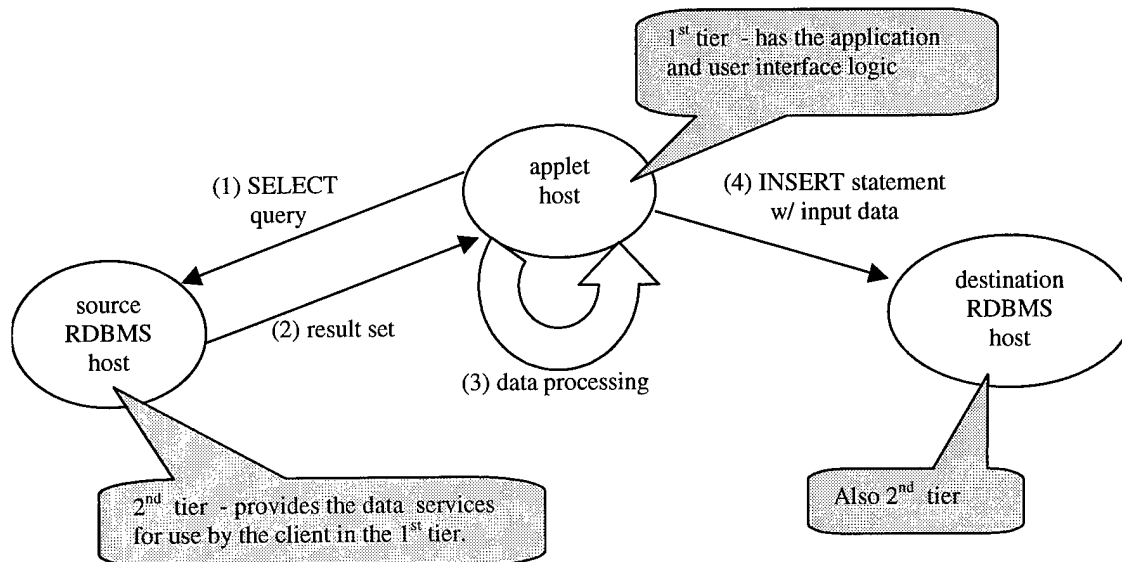 1st tier - has the application
and user interface logic
applet
host
(1) SELECT
query
(4) INSERT statement
w/ input data
source
RDBMS
host
(2) result set
destination
RDBMS
host
(3) data processing
2nd tier - provides the data services
for use by the client in the 1st tier.
Also 2nd tier